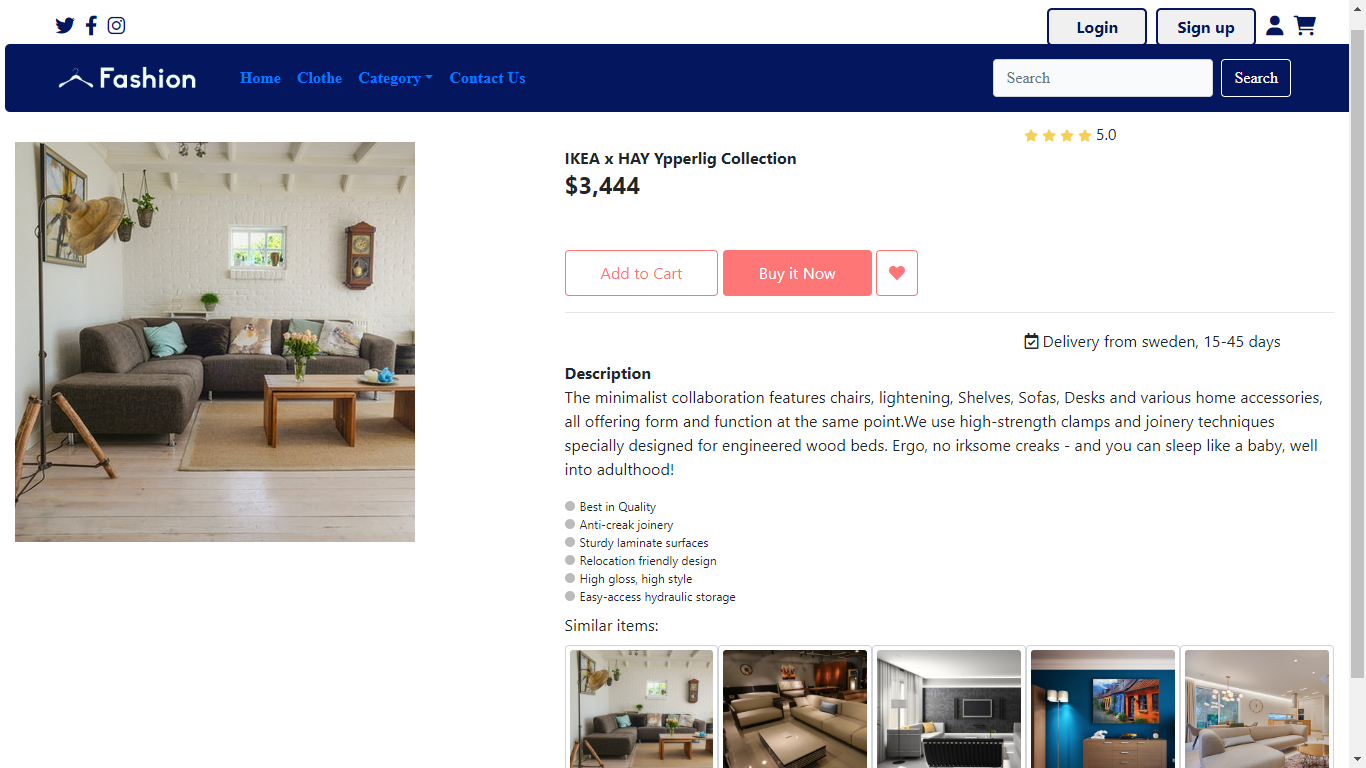 Login Sign up
Fashion Home Clothe Category Contact Us Search Search
5.0
IKEA x HAY Ypperlig Collection
$3,444
Add to Cart Buy it Now
Delivery from sweden, 15-45 days
Description
The minimalist collaboration features chairs, lightening, Shelves, Sofas, Desks and various home accessories,
all offering form and function at the same point.We use high-strength clamps and joinery techniques
specially designed for engineered wood beds. Ergo, no irksome creaks - and you can sleep like a baby, well
into adulthood!
Best in Quality
Anti-creak joinery
Sturdy laminate surfaces
Relocation friendly design
High gloss, high style
Easy-access hydraulic storage
Similar items: